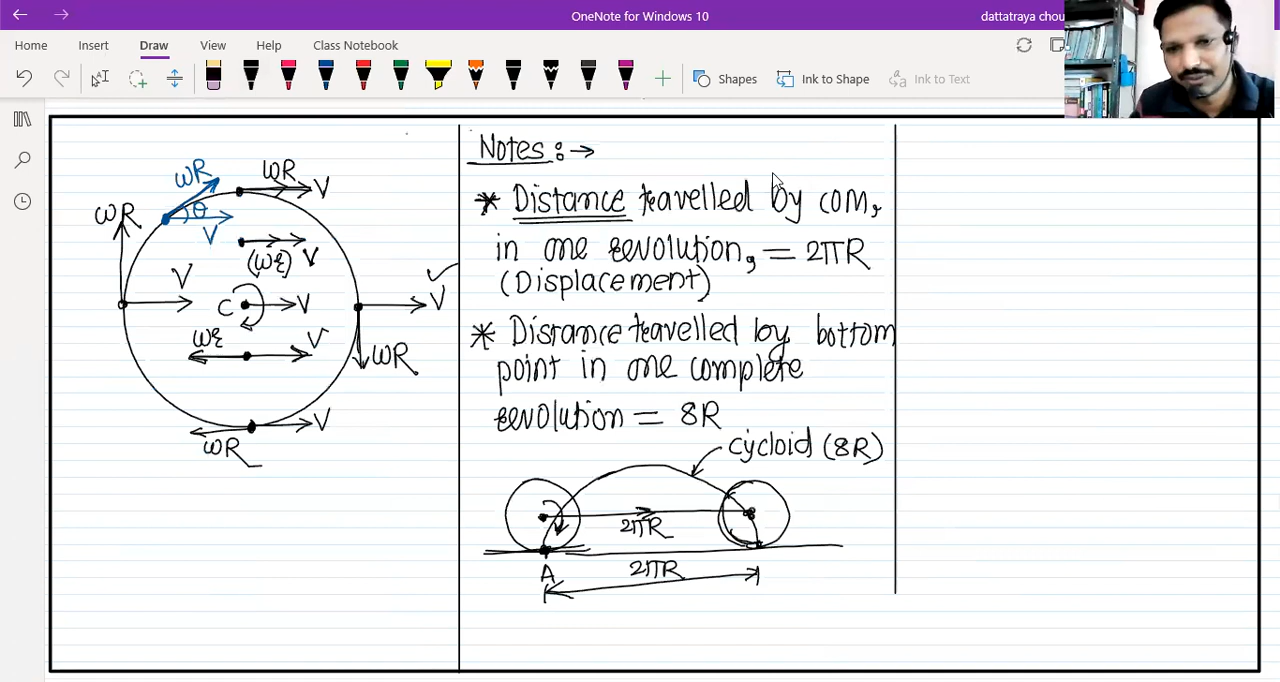 OneNote for Windows 10
dattatraya chou
Home Insert Draw View Help Class Notebook
Shapes Ink to Shape Ink to Text
ωR
ωR
V
θ
V
ωR
(ωr) V
V
C V
V
ωr V
ωR
V
ωR
Notes :→
* Distance travelled by COM,
in one revolution, = 2πR
(Displacement)
* Distance travelled by bottom
point in one complete
revolution = 8R
cycloid (8R)
2πR
A
2πR